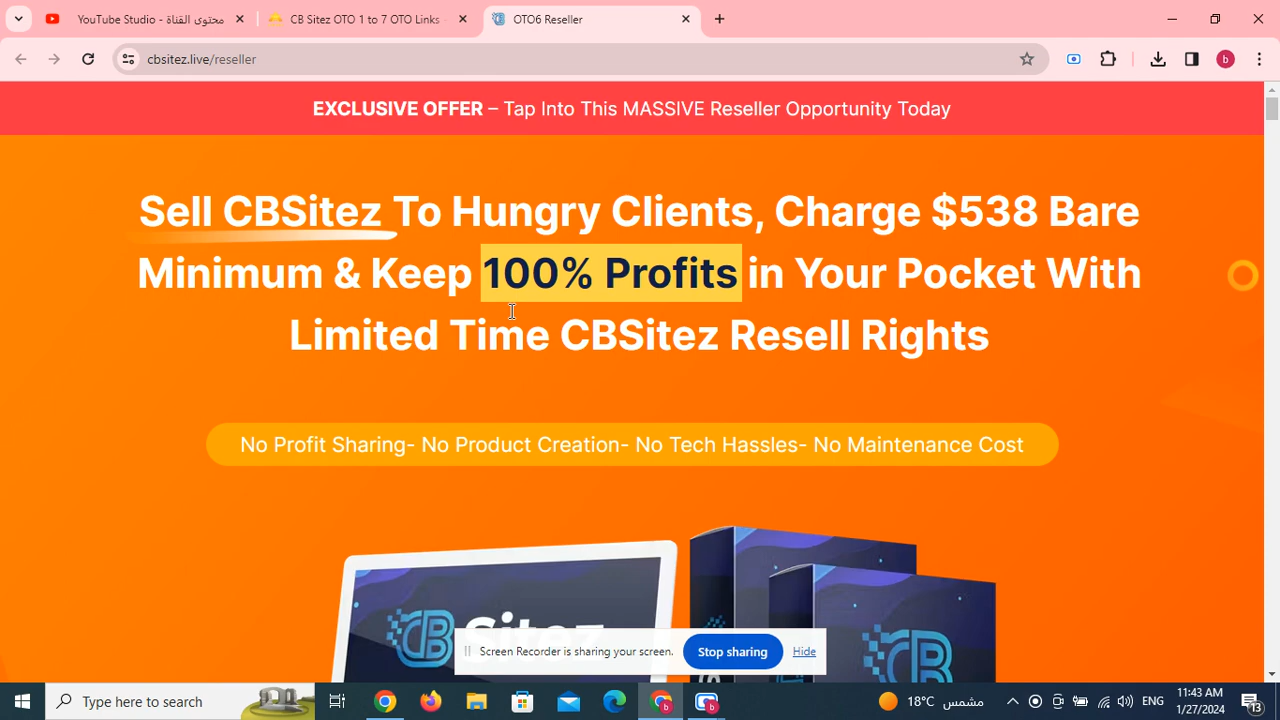 YouTube Studio - محتوى القناة
CB Sitez OTO 1 to 7 OTO Links
OTO6 Reseller
cbsitez.live/reseller
b
EXCLUSIVE OFFER – Tap Into This MASSIVE Reseller Opportunity Today
Sell CBSitez To Hungry Clients, Charge $538 Bare
Minimum & Keep 100% Profits in Your Pocket With
Limited Time CBSitez Resell Rights
No Profit Sharing- No Product Creation- No Tech Hassles- No Maintenance Cost
CB Sitez
CB
Screen Recorder is sharing your screen.
Stop sharing
Hide
Type here to search
b
b
18°C مشمس
ENG
11:43 AM
1/27/2024
13